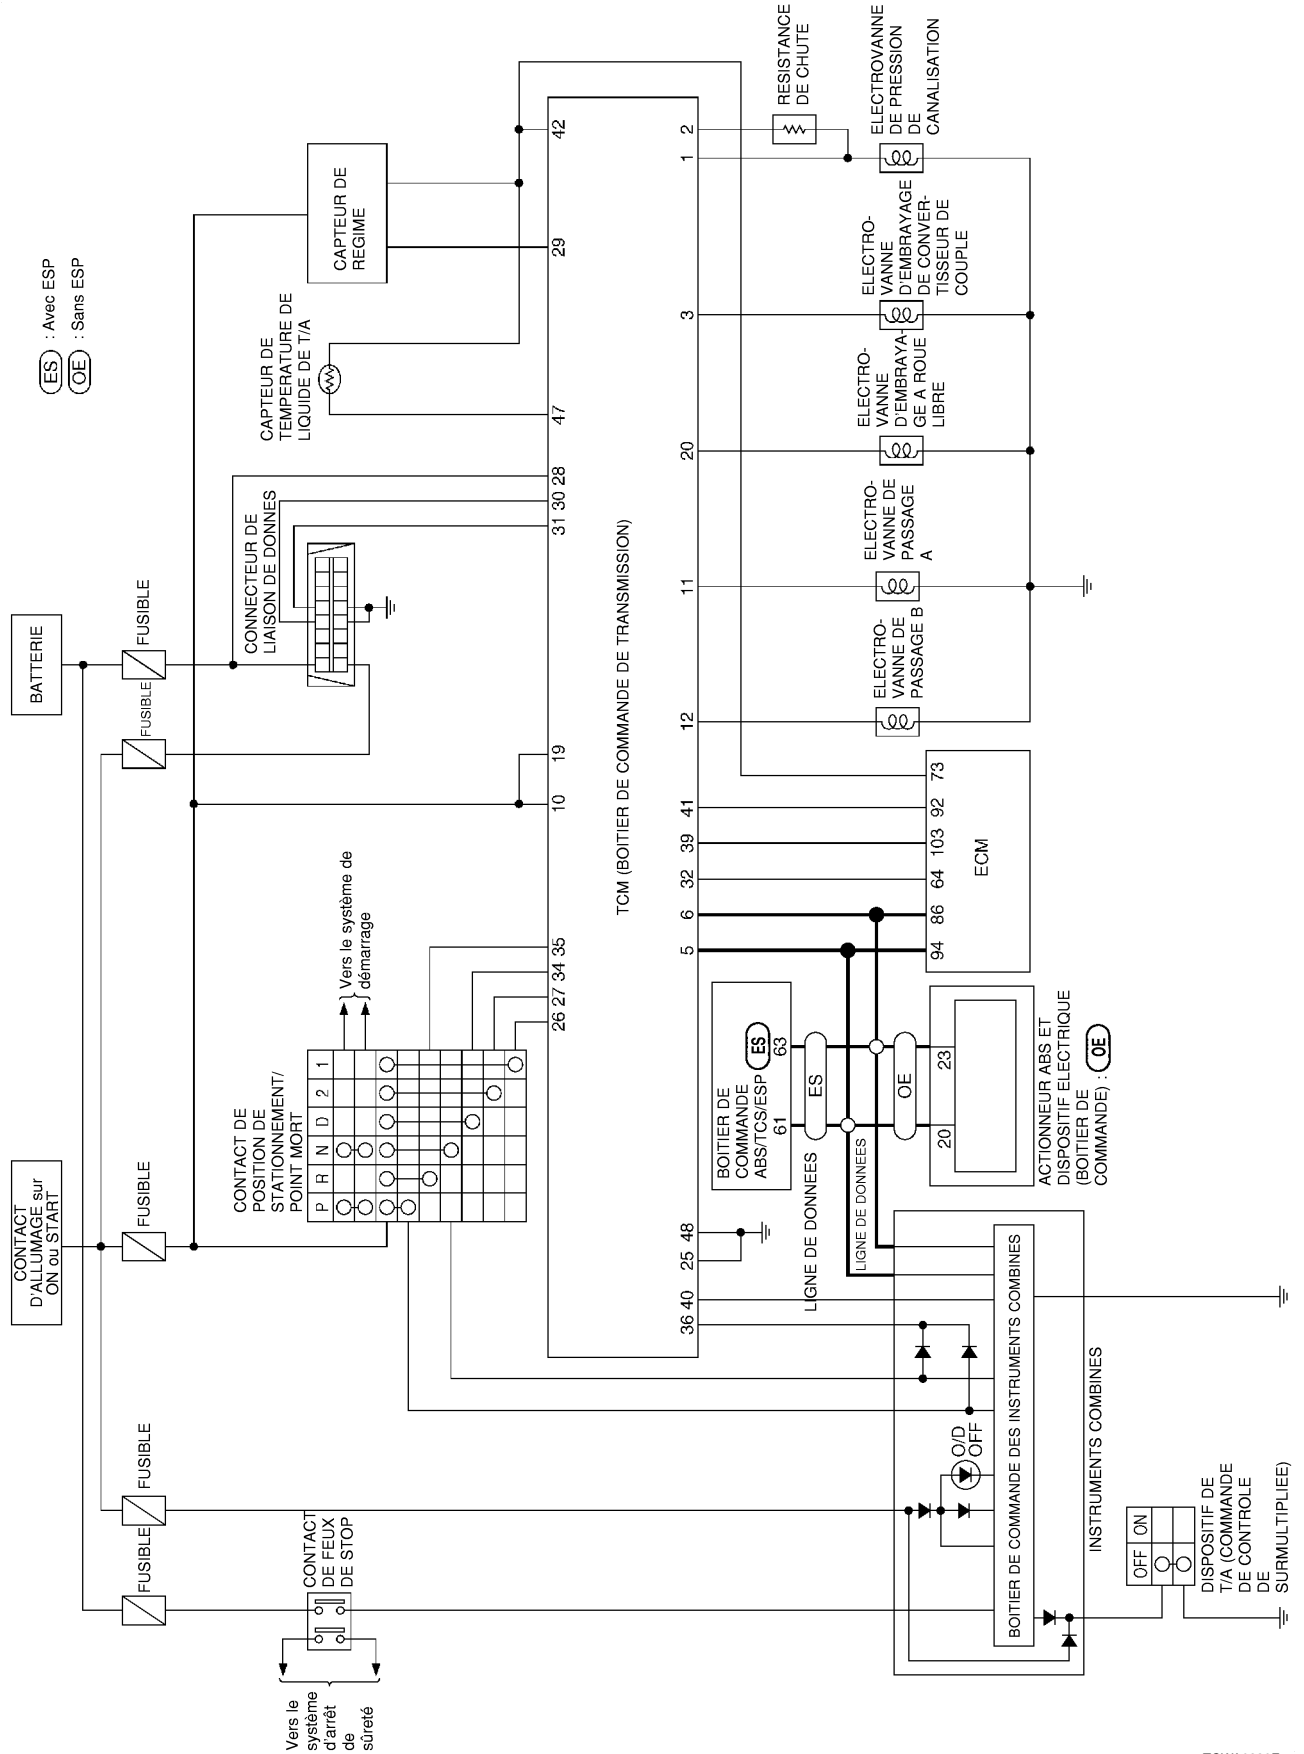 ES : Avec ESP
OE : Sans ESP
BATTERIE
CONTACT
D'ALLUMAGE sur
ON ou START
FUSIBLE
FUSIBLE
FUSIBLE
FUSIBLE
FUSIBLE
CAPTEUR DE
REGIME
CAPTEUR DE
TEMPERATURE DE
LIQUIDE DE T/A
CONNECTEUR DE
LIAISON DE DONNES
Vers le système de
démarrage
CONTACT DE
POSITION DE
STATIONNEMENT/
POINT MORT
P R N D 2 1
CONTACT
DE FEUX
DE STOP
Vers le
système
d'arrêt
de
sûreté
26 27 34 35 10 19 31 30 28 47 29 42
TCM (BOITIER DE COMMANDE DE TRANSMISSION)
36 40 25 48 5 6 32 39 41 12 11 20 3 1 2
RESISTANCE
DE CHUTE
ELECTROVANNE
DE PRESSION
DE
CANALISATION
ELECTRO-
VANNE
D'EMBRAYAGE
DE CONVER-
TISSEUR DE
COUPLE
ELECTRO-
VANNE
D'EMBRAYA-
GE A ROUE
LIBRE
ELECTRO-
VANNE DE
PASSAGE
A
ELECTRO-
VANNE DE
PASSAGE B
94 86 64 103 92 73
ECM
BOITIER DE
COMMANDE
ABS/TCS/ESP ES
61 63
ES
OE
LIGNE DE DONNEES
LIGNE DE DONNEES
20 23
ACTIONNEUR ABS ET
DISPOSITIF ELECTRIQUE
(BOITIER DE
COMMANDE) : OE
O/D
OFF
BOITIER DE COMMANDE DES INSTRUMENTS COMBINES
INSTRUMENTS COMBINES
OFF ON
DISPOSITIF DE
T/A (COMMANDE
DE CONTROLE
DE
SURMULTIPLIEE)